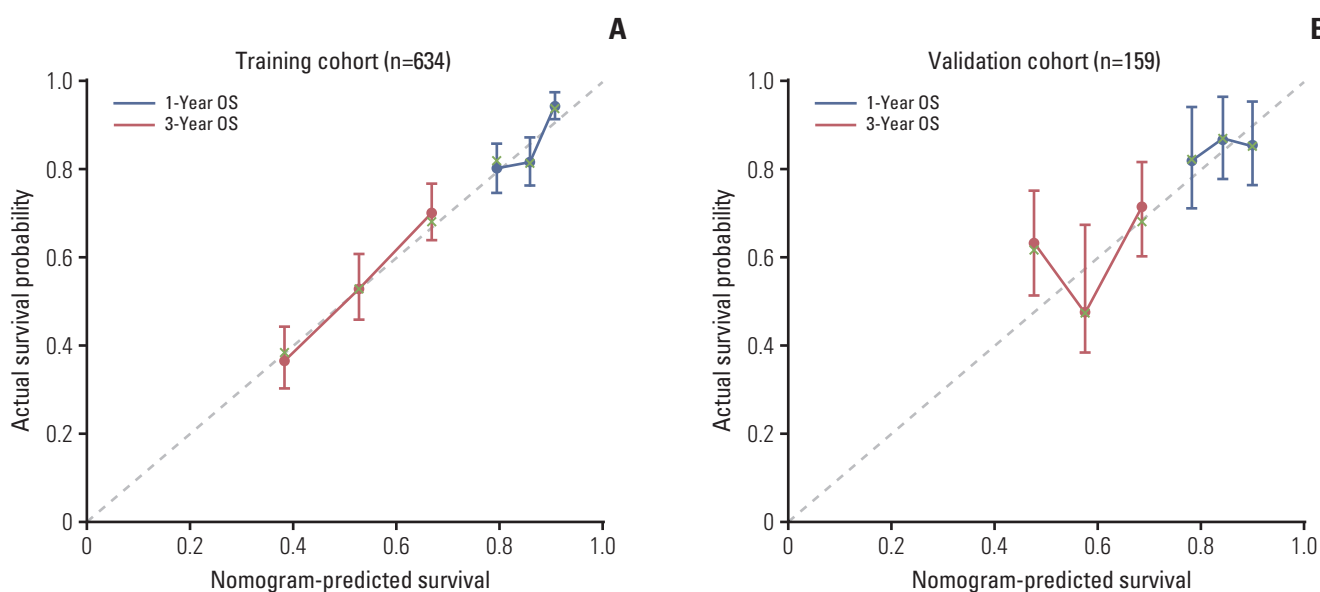 A
Training cohort (n=634)
1.0
0.8
0.6
0.4
0.2
0
1-Year OS
3-Year OS
Actual survival probability
0
0.2
0.4
0.6
0.8
1.0
Nomogram-predicted survival
Validation cohort (n=159)
1.0
0.8
0.6
0.4
0.2
0
1-Year OS
3-Year OS
Actual survival probability
0
0.2
0.4
0.6
0.8
1.0
Nomogram-predicted survival